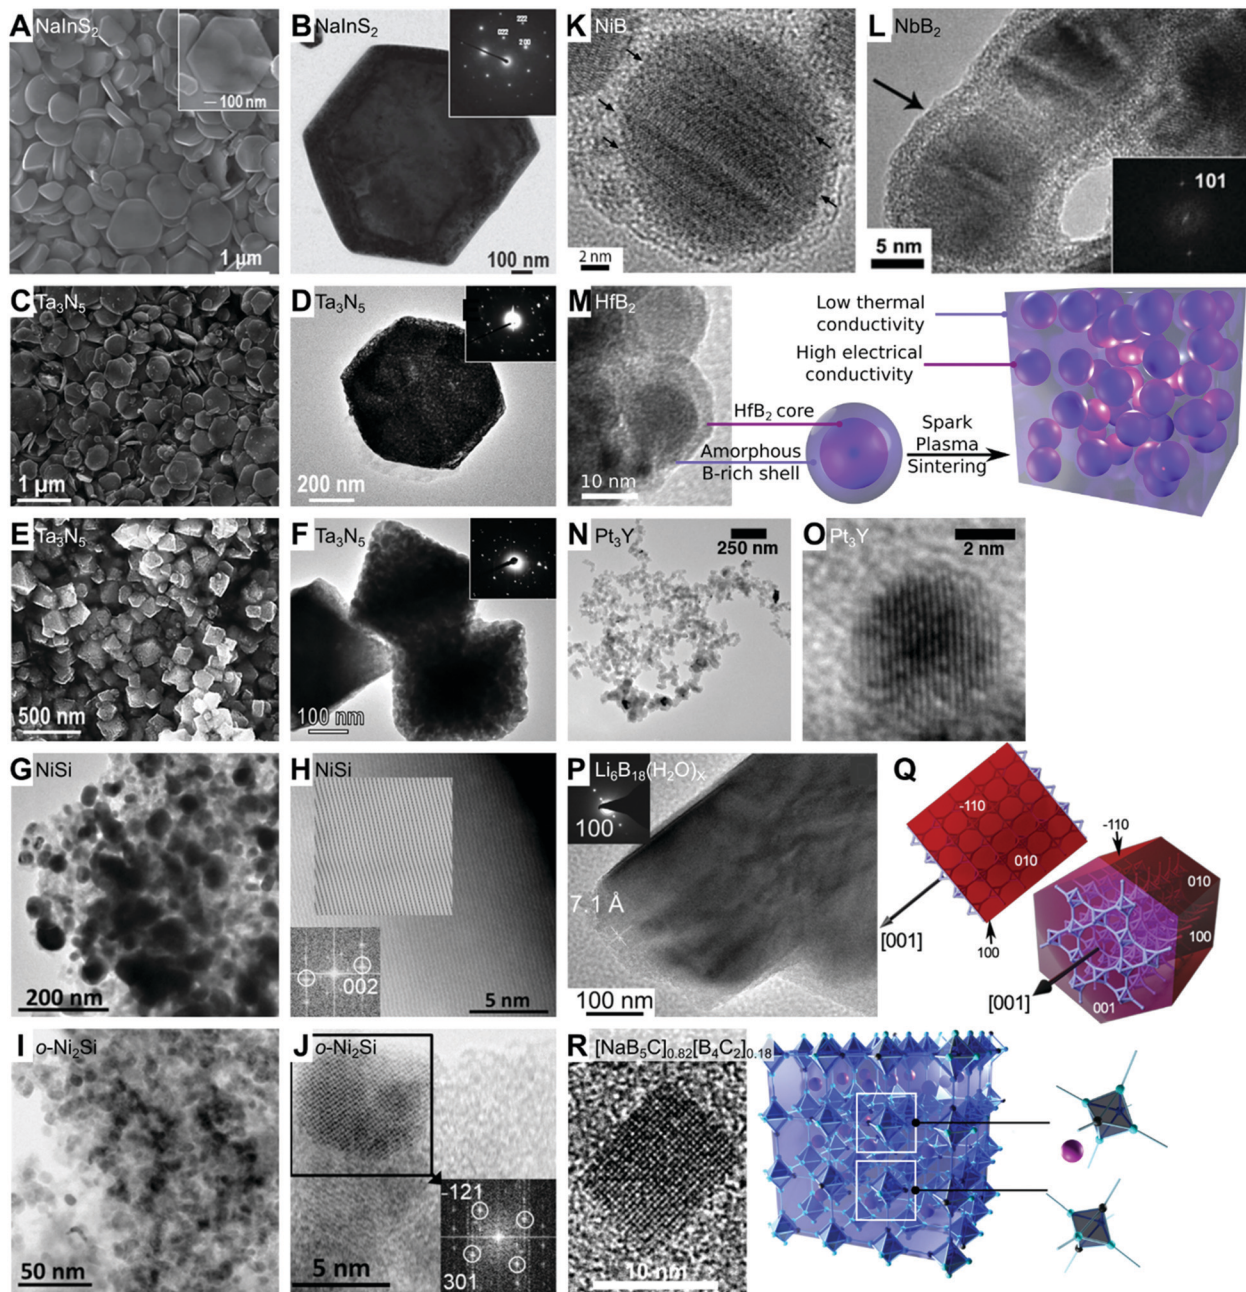 A NaInS₂
100 nm
1 µm
B NaInS₂
222
200
100 nm
K NiB
2 nm
L NbB₂
101
5 nm
C Ta₃N₅
1 µm
D Ta₃N₅
200 nm
M HfB₂
10 nm
Low thermal
conductivity
High electrical
conductivity
HfB₂ core
Amorphous
B-rich shell
Spark
Plasma
Sintering
E Ta₃N₅
500 nm
F Ta₃N₅
100 nm
N Pt₃Y
250 nm
O Pt₃Y
2 nm
G NiSi
200 nm
H NiSi
002
5 nm
P Li₆B₁₈(H₂O)ₓ
100
7.1 Å
100 nm
Q
-110
010
[001]
100
-110
010
100
[001]
001
I o-Ni₂Si
50 nm
J o-Ni₂Si
-121
301
5 nm
R [NaB₅C]₀.₈₂[B₄C₂]₀.₁₈
10 nm